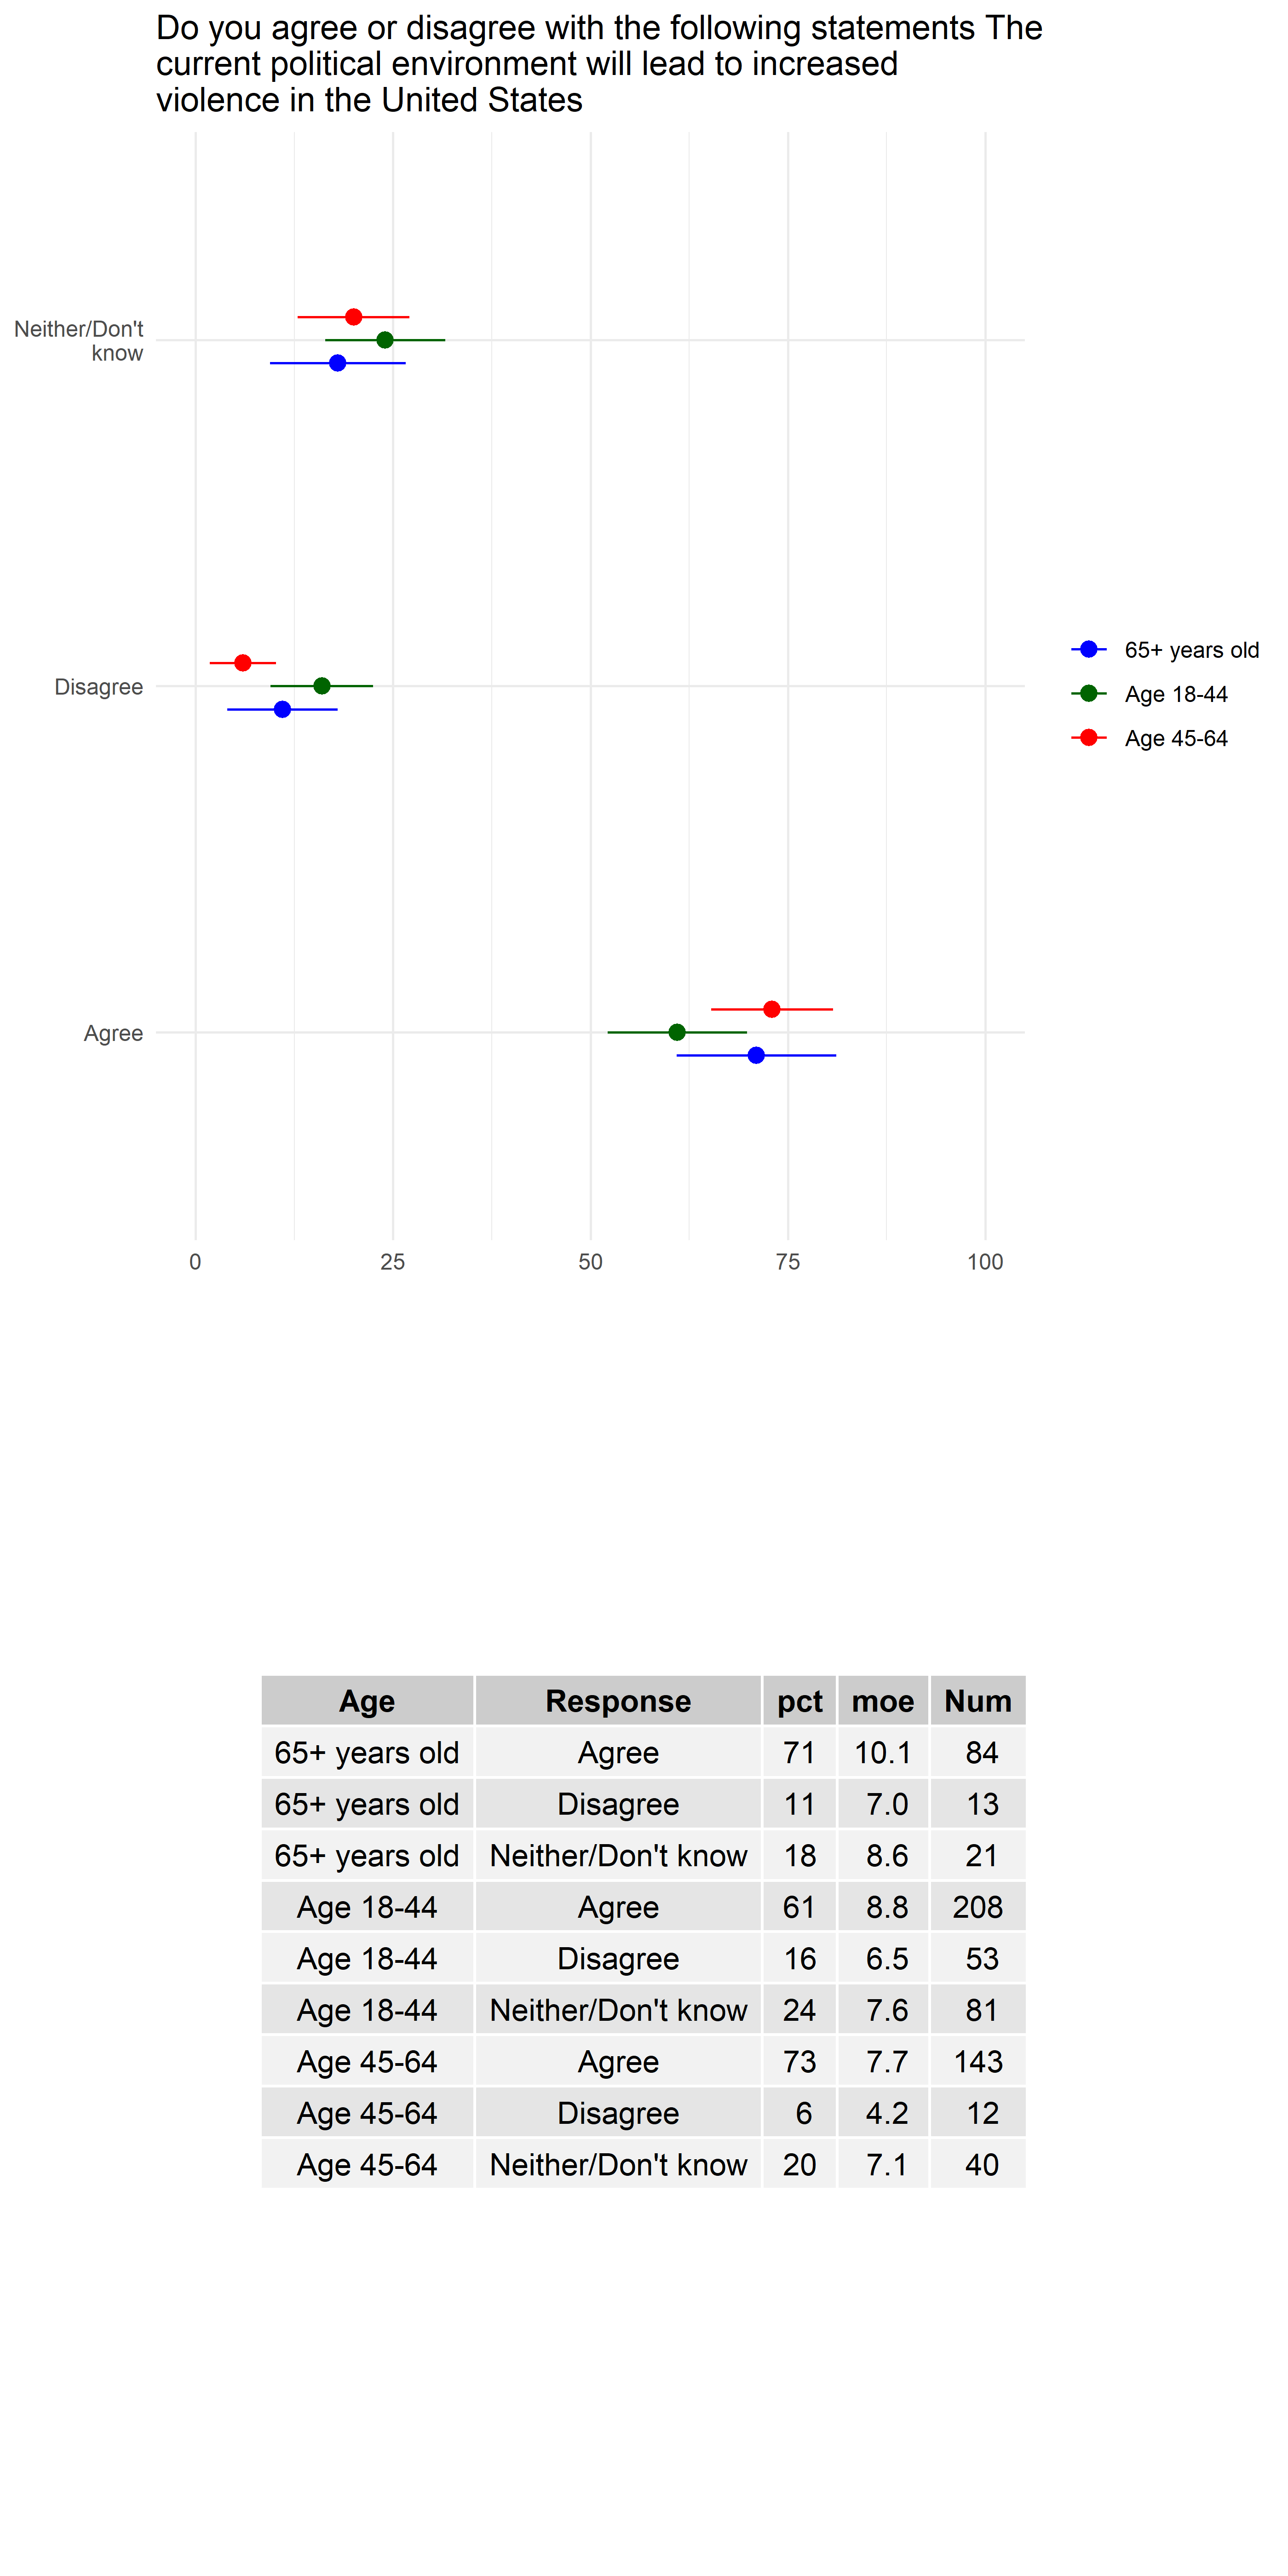 Do you agree or disagree with the following statements The
current political environment will lead to increased
violence in the United States
Neither/Don't
know
Disagree
Agree
0 25 50 75 100
65+ years old
Age 18-44
Age 45-64
Age Response pct moe Num
65+ years old Agree 71 10.1 84
65+ years old Disagree 11 7.0 13
65+ years old Neither/Don't know 18 8.6 21
Age 18-44 Agree 61 8.8 208
Age 18-44 Disagree 16 6.5 53
Age 18-44 Neither/Don't know 24 7.6 81
Age 45-64 Agree 73 7.7 143
Age 45-64 Disagree 6 4.2 12
Age 45-64 Neither/Don't know 20 7.1 40